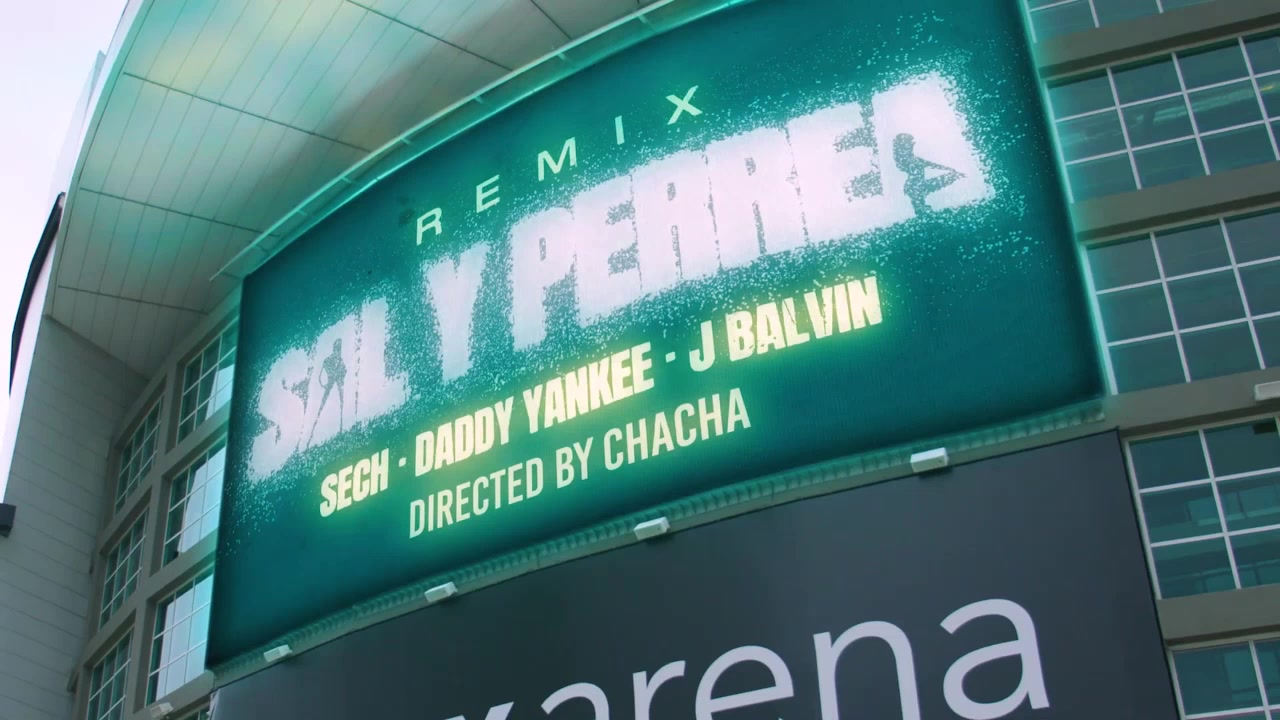 REMIX
SAL Y PERREA
SECH · DADDY YANKEE · J BALVIN
DIRECTED BY CHACHA
arena